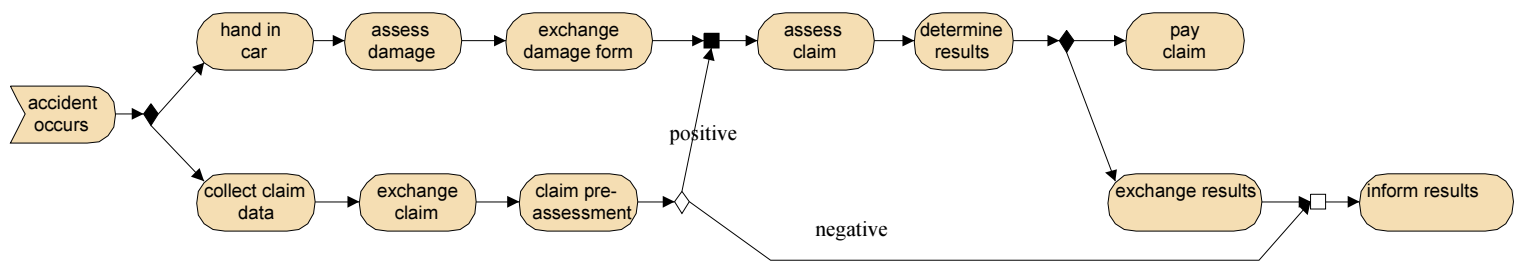 hand in
car
assess
damage
exchange
damage form
assess
claim
determine
results
pay
claim
accident
occurs
positive
collect claim
data
exchange
claim
claim pre-
assessment
exchange results
inform results
negative